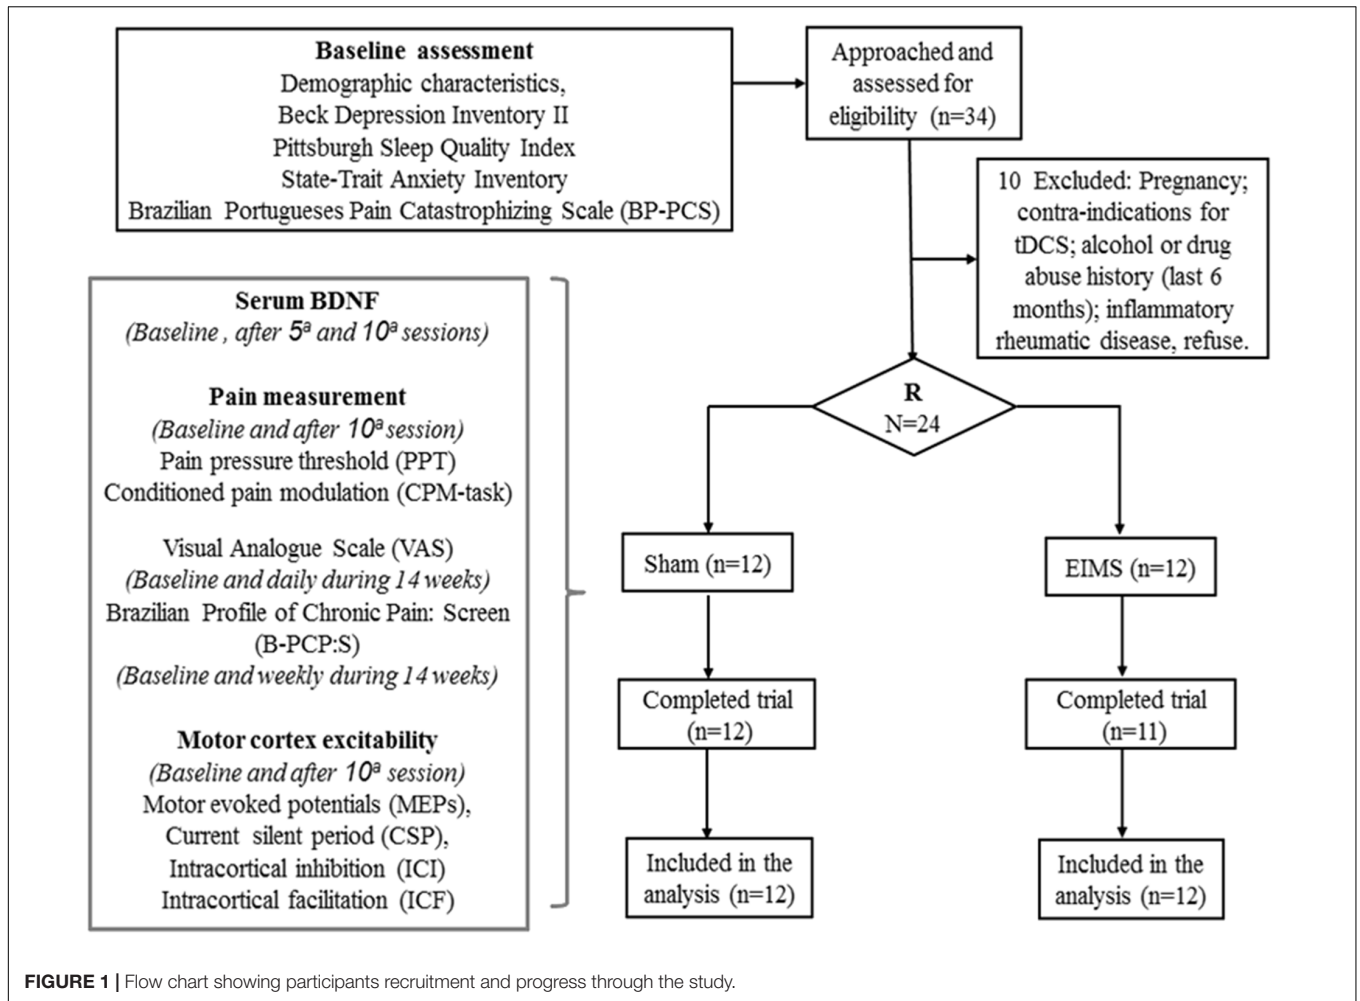 Baseline assessment
Demographic characteristics,
Beck Depression Inventory II
Pittsburgh Sleep Quality Index
State-Trait Anxiety Inventory
Brazilian Portugueses Pain Catastrophizing Scale (BP-PCS)
Approached and
assessed for
eligibility (n=34)
10 Excluded: Pregnancy;
contra-indications for
tDCS; alcohol or drug
abuse history (last 6
months); inflammatory
rheumatic disease, refuse.
Serum BDNF
(Baseline , after 5ª and 10ª sessions)
Pain measurement
(Baseline and after 10ª session)
Pain pressure threshold (PPT)
Conditioned pain modulation (CPM-task)
Visual Analogue Scale (VAS)
(Baseline and daily during 14 weeks)
Brazilian Profile of Chronic Pain: Screen
(B-PCP:S)
(Baseline and weekly during 14 weeks)
Motor cortex excitability
(Baseline and after 10ª session)
Motor evoked potentials (MEPs),
Current silent period (CSP),
Intracortical inhibition (ICI)
Intracortical facilitation (ICF)
R
N=24
Sham (n=12)
EIMS (n=12)
Completed trial
(n=12)
Completed trial
(n=11)
Included in the
analysis (n=12)
Included in the
analysis (n=12)
FIGURE 1 | Flow chart showing participants recruitment and progress through the study.